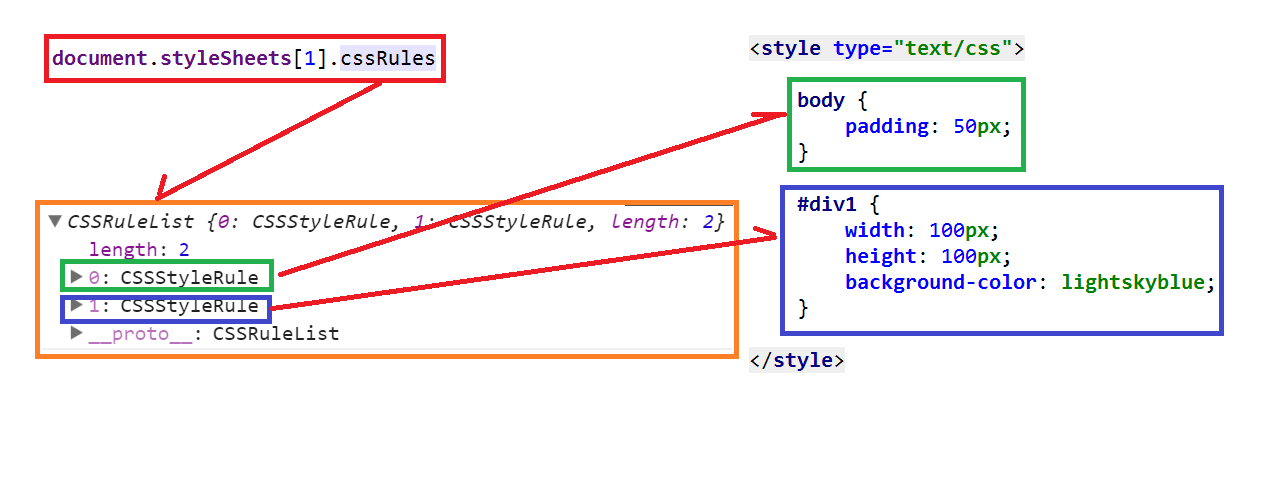 document.styleSheets[1].cssRules
CSSRuleList {0: CSSStyleRule, 1: CSSStyleRule, length: 2}
length: 2
0: CSSStyleRule
1: CSSStyleRule
__proto__: CSSRuleList
<style type="text/css">
body {
padding: 50px;
}
#div1 {
width: 100px;
height: 100px;
background-color: lightskyblue;
}
</style>